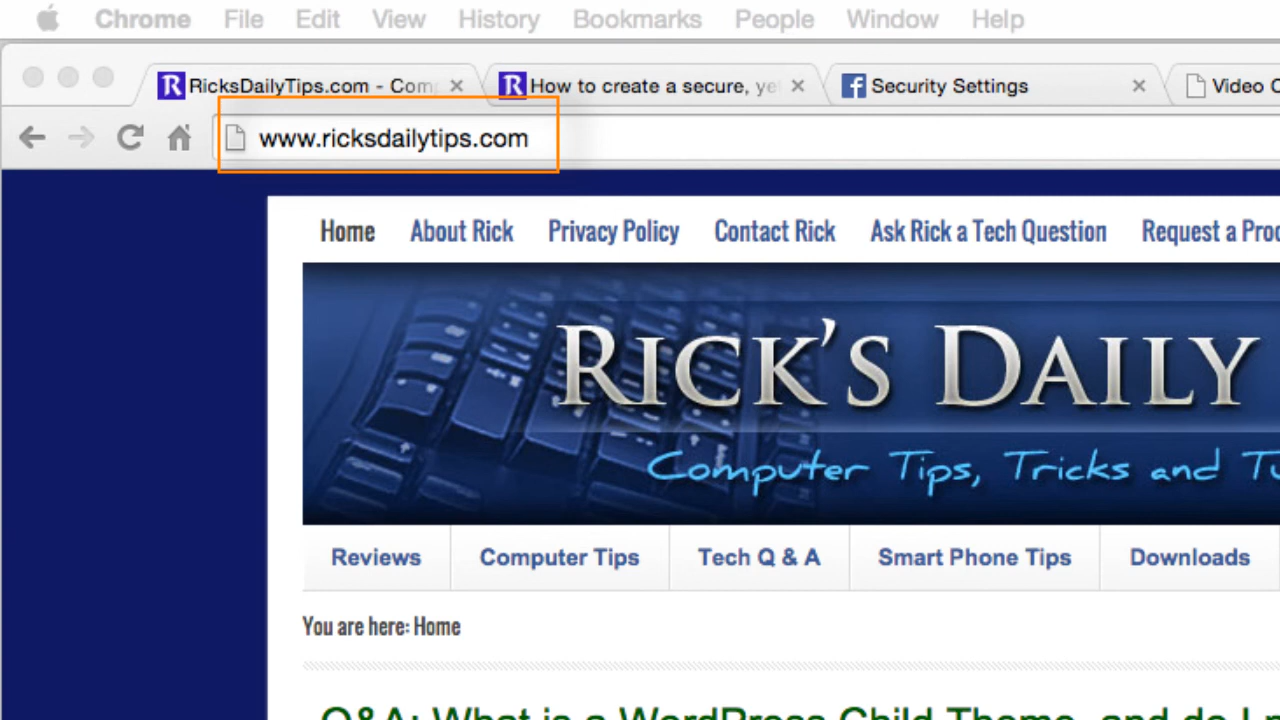 Chrome File Edit View History Bookmarks People Window Help
RicksDailyTips.com - Com How to create a secure, ye Security Settings Video
www.ricksdailytips.com
Home About Rick Privacy Policy Contact Rick Ask Rick a Tech Question Request a
RICK'S DAILY
Computer Tips, Tricks and
Reviews Computer Tips Tech Q & A Smart Phone Tips Downloads
You are here: Home
Q&A: What is a WordPress Child Theme, and do I